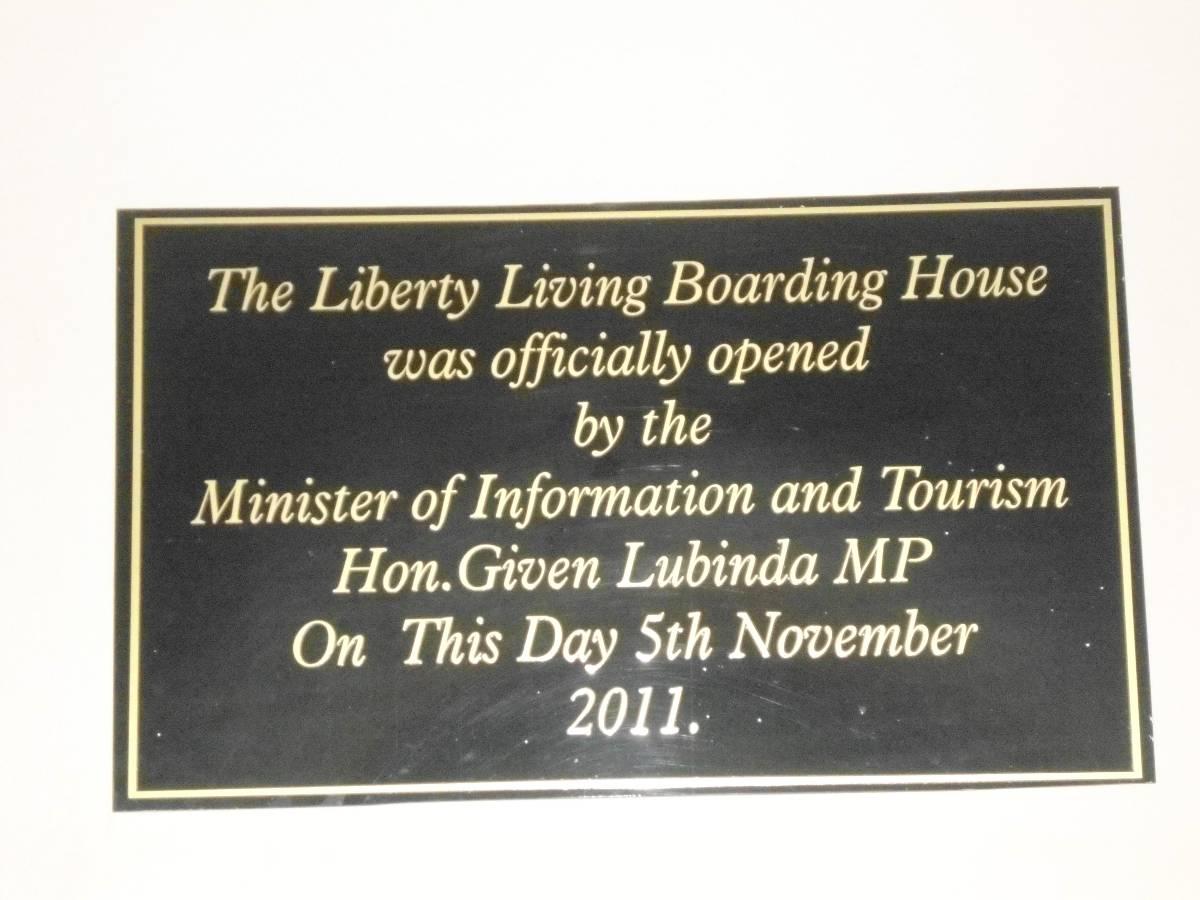 The Liberty Living Boarding House
was officially opened
by the
Minister of Information and Tourism
Hon.Given Lubinda MP
On This Day 5th November
2011.